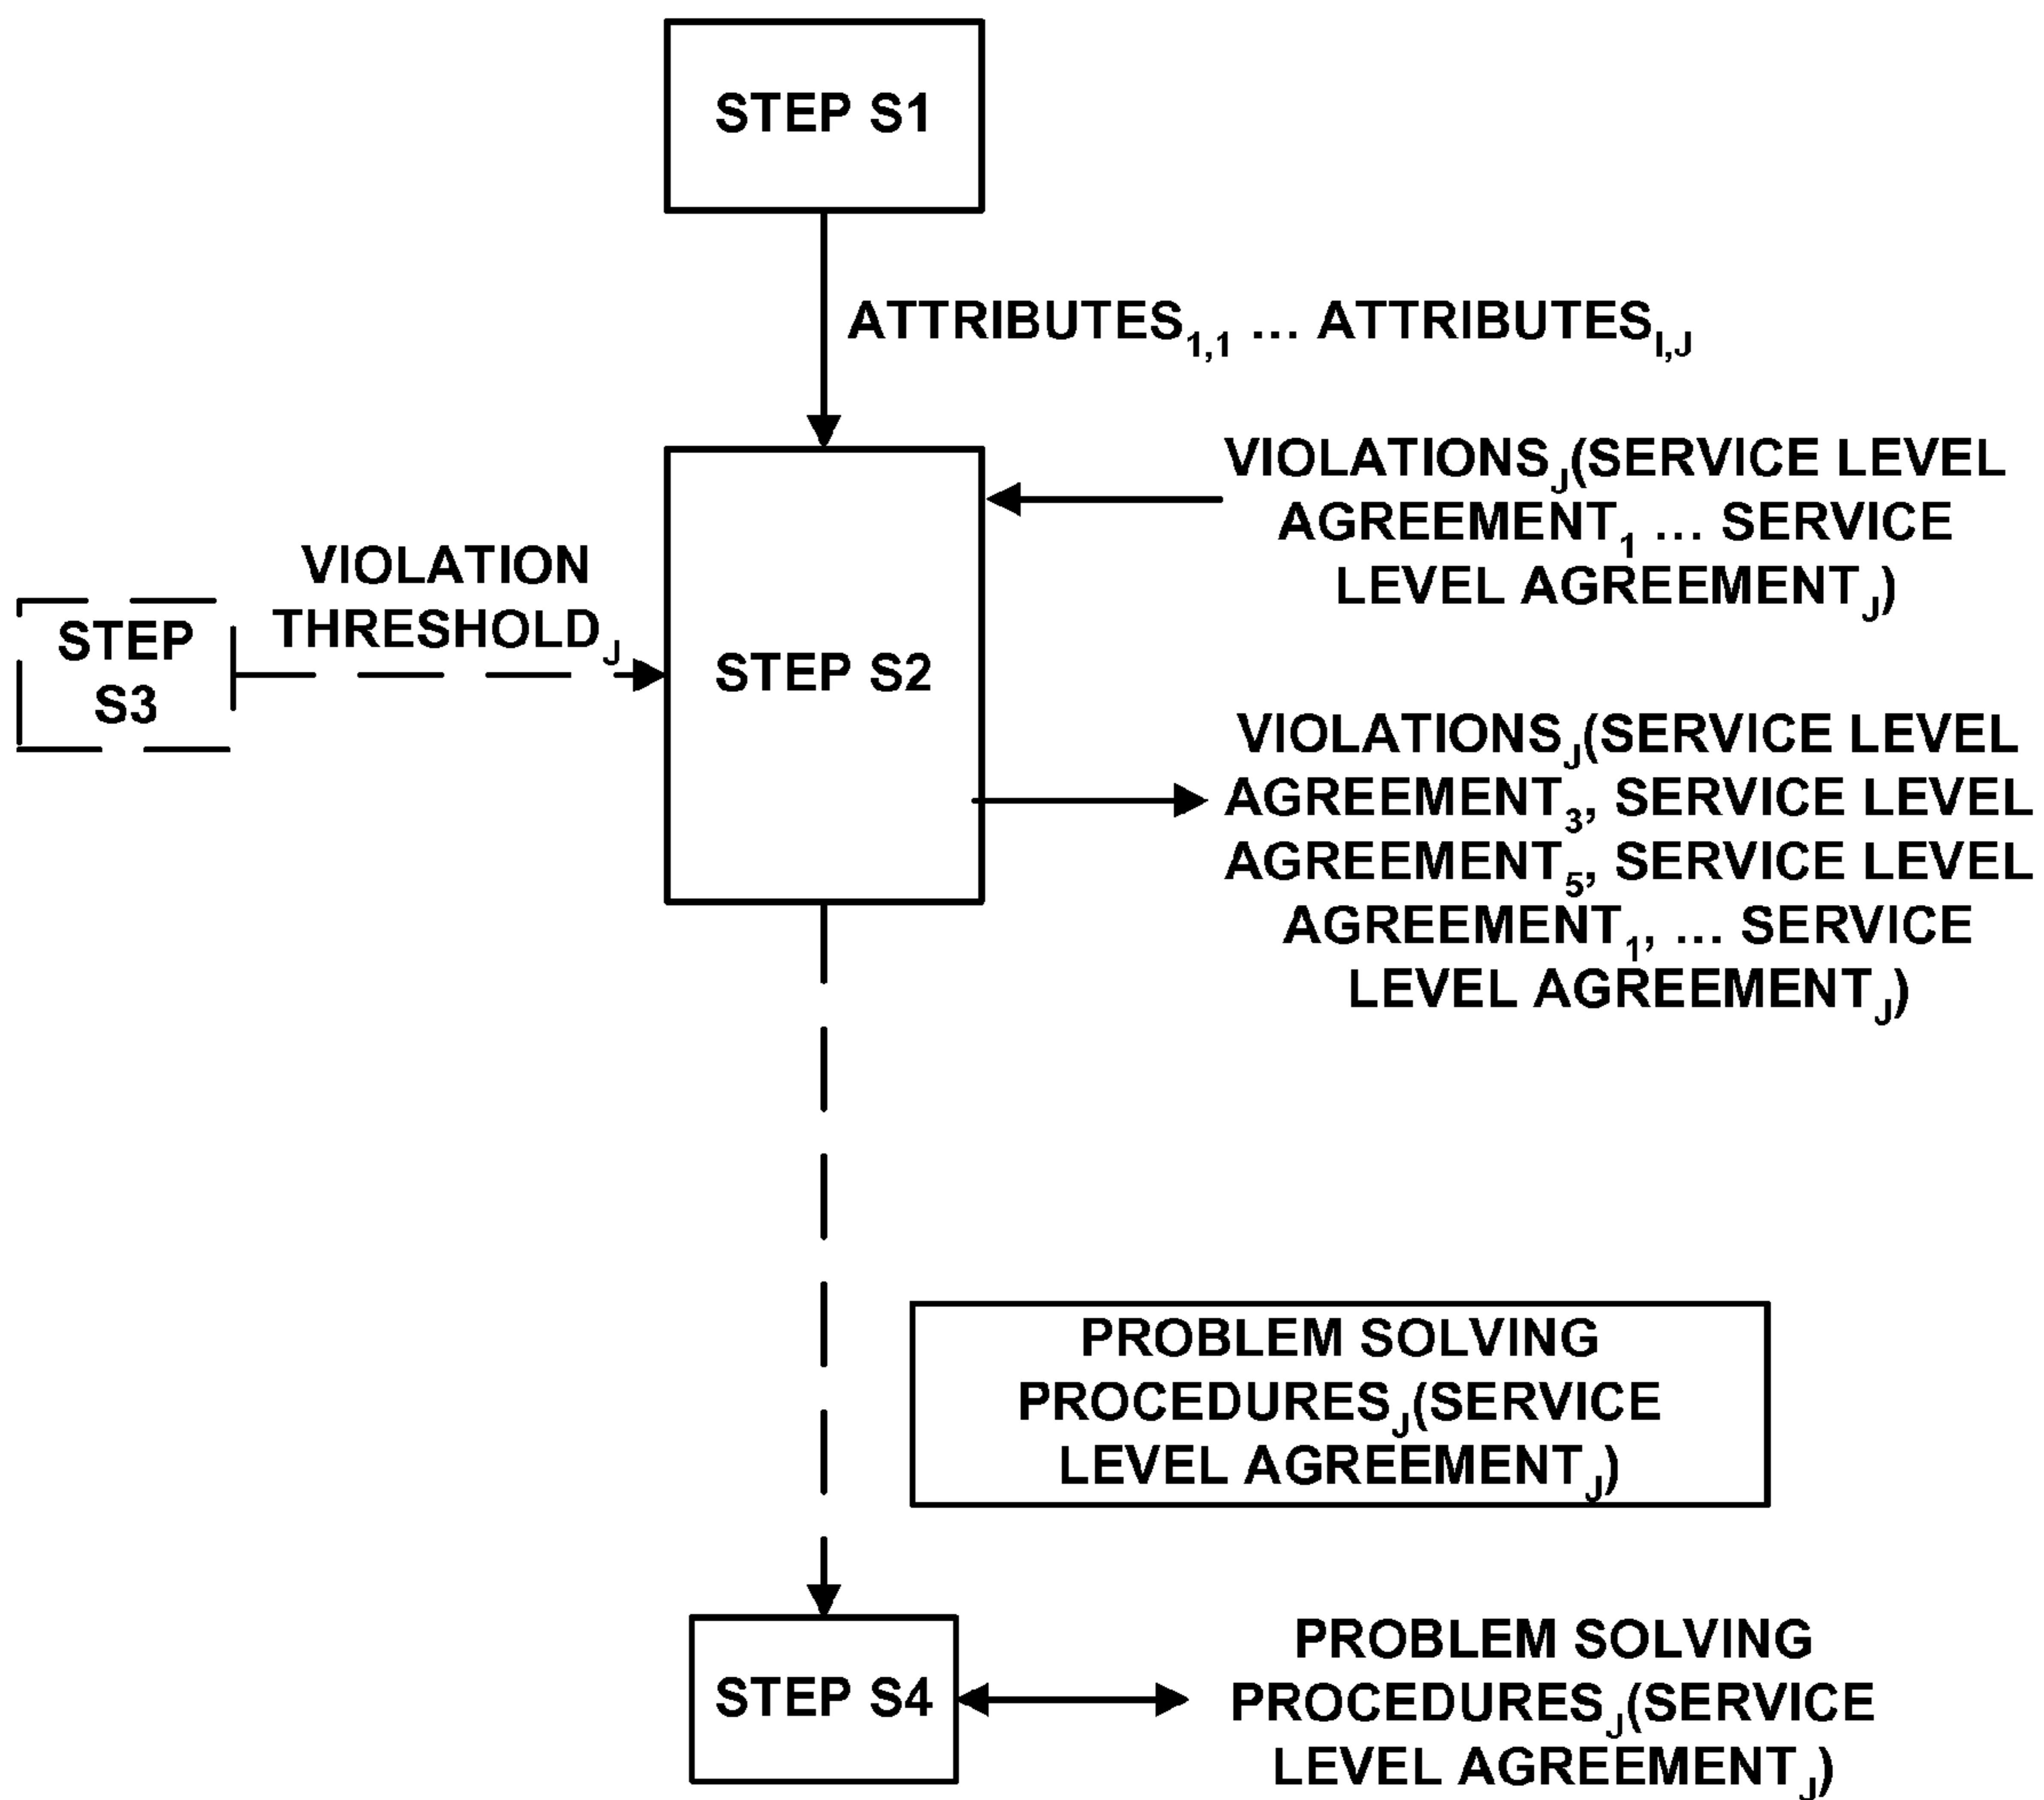 STEP S1
ATTRIBUTES1,1 ... ATTRIBUTESI,J
VIOLATIONSJ(SERVICE LEVEL
AGREEMENT1 ... SERVICE
LEVEL AGREEMENTJ)
VIOLATION
THRESHOLDJ
STEP
S3
STEP S2
VIOLATIONSJ(SERVICE LEVEL
AGREEMENT3, SERVICE LEVEL
AGREEMENT5, SERVICE LEVEL
AGREEMENT1, ... SERVICE
LEVEL AGREEMENTJ)
PROBLEM SOLVING
PROCEDURESJ(SERVICE
LEVEL AGREEMENTJ)
STEP S4
PROBLEM SOLVING
PROCEDURESJ(SERVICE
LEVEL AGREEMENTJ)